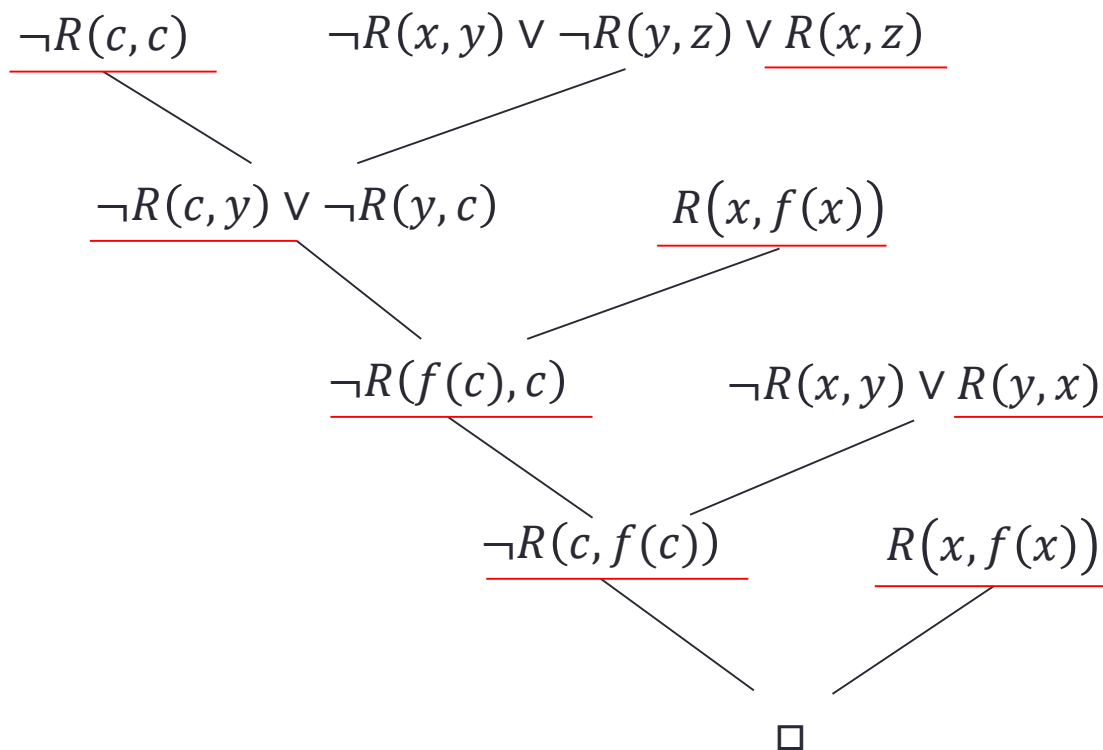 ¬R(c, c) ¬R(x, y) ∨ ¬R(y, z) ∨ R(x, z)
¬R(c, y) ∨ ¬R(y, c) R(x, f(x))
¬R(f(c), c) ¬R(x, y) ∨ R(y, x)
¬R(c, f(c)) R(x, f(x))
□